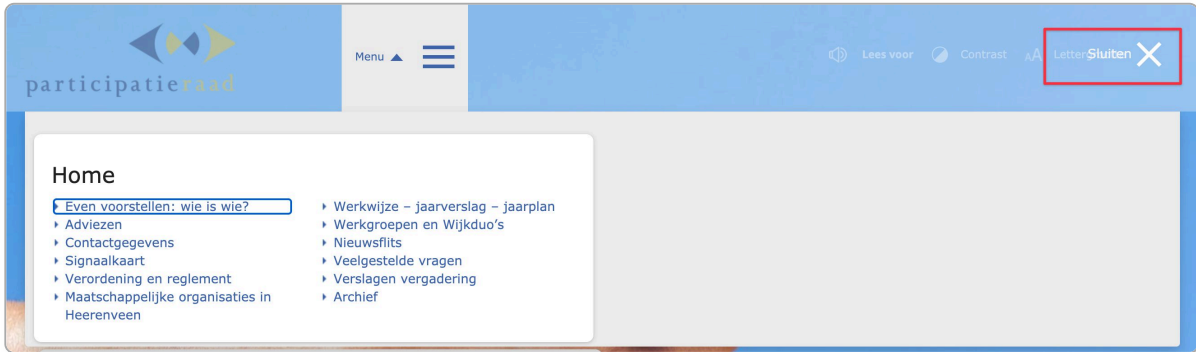 participatieraad
Menu
Lees voor
Contrast
AA
Sluiten
Home
Even voorstellen: wie is wie?
Adviezen
Contactgegevens
Signaalkaart
Verordening en reglement
Maatschappelijke organisaties in
Heerenveen
Werkwijze – jaarverslag – jaarplan
Werkgroepen en Wijkduo’s
Nieuwsflits
Veelgestelde vragen
Verslagen vergadering
Archief